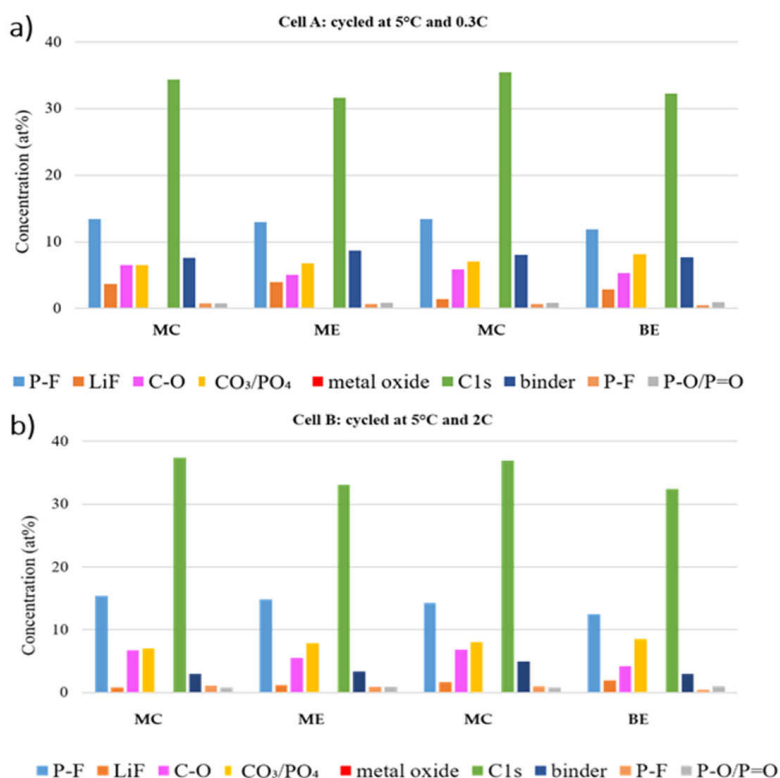 a)
Cell A: cycled at 5°C and 0.3C
Concentration (at%)
40
30
20
10
0
MC ME MC BE
P-F LiF C-O CO₃/PO₄ metal oxide C1s binder P-F P-O/P=O
b)
Cell B: cycled at 5°C and 2C
Concentration (at%)
40
30
20
10
0
MC ME MC BE
P-F LiF C-O CO₃/PO₄ metal oxide C1s binder P-F P-O/P=O